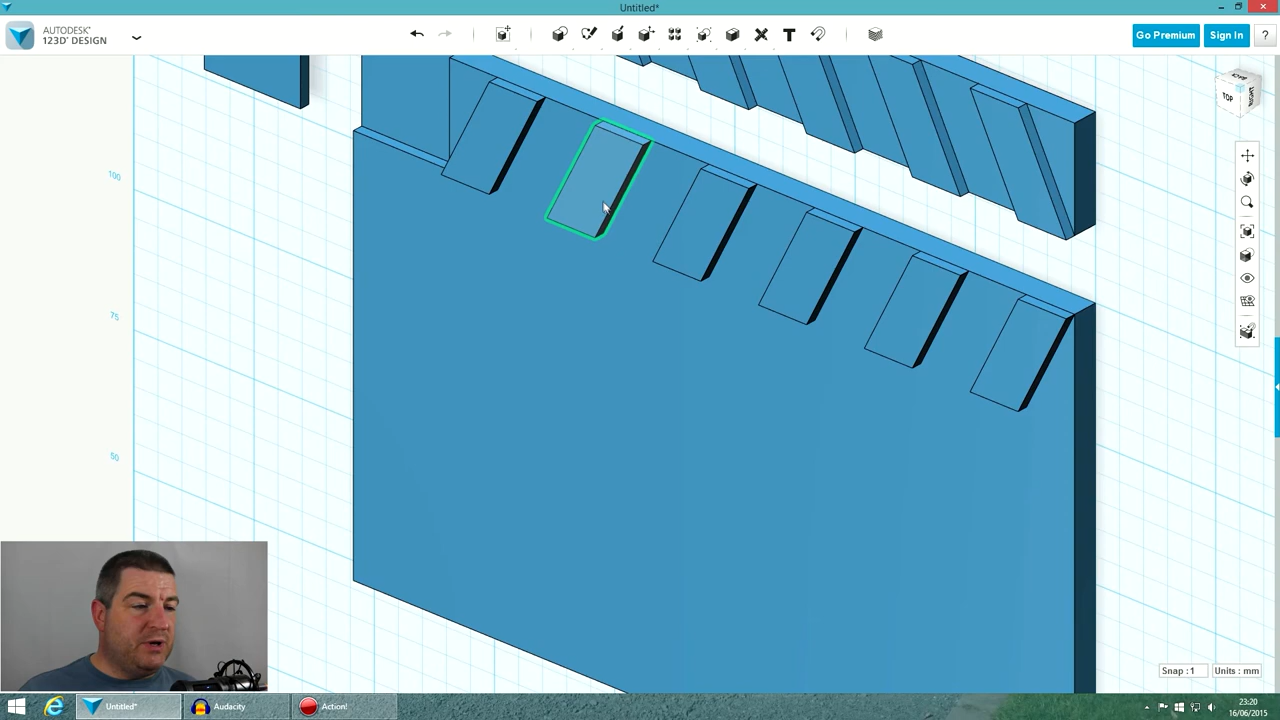 Untitled*
AUTODESK®
123D® DESIGN
Go Premium
Sign In
?
TOP
BACK
100
75
50
Snap : 1
Units : mm
Untitled*
Audacity
Action!
23:20
16/06/2015